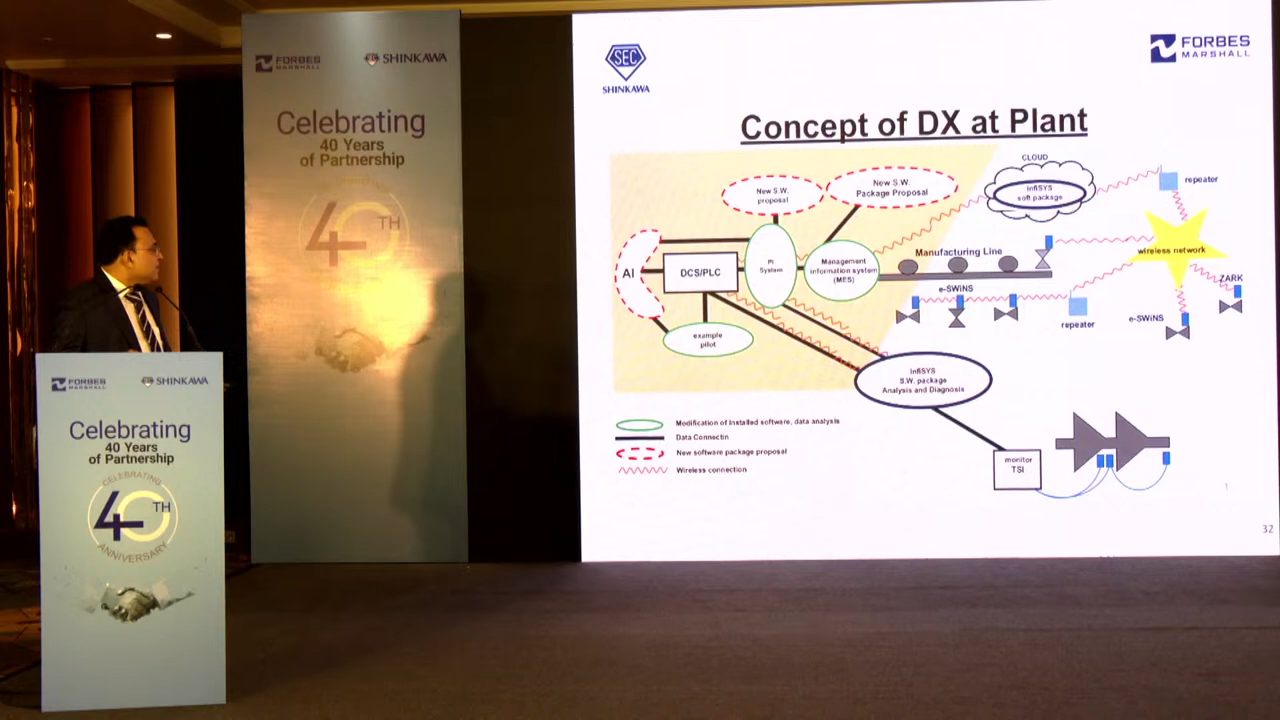 FORBES
MARSHALL
SHINKAWA
Celebrating
40 Years
of Partnership
40TH
FORBES
MARSHALL
SHINKAWA
Celebrating
40 Years
of Partnership
CELEBRATING
40TH
ANNIVERSARY
SEC
SHINKAWA
FORBES
MARSHALL
Concept of DX at Plant
CLOUD
InfiSYS
soft package
repeater
New S.W.
proposal
New S.W.
Package Proposal
wireless network
Manufacturing Line
AI
DCS/PLC
PI
System
Management
information system
(MES)
ZARK
e-SWiNS
e-SWiNS
repeater
example
pilot
InfiSYS
S.W. package
Analysis and Diagnosis
Modification of Installed software, data analysis
Data Connectin
New software package proposal
Wireless connection
monitor
TSI
1
32